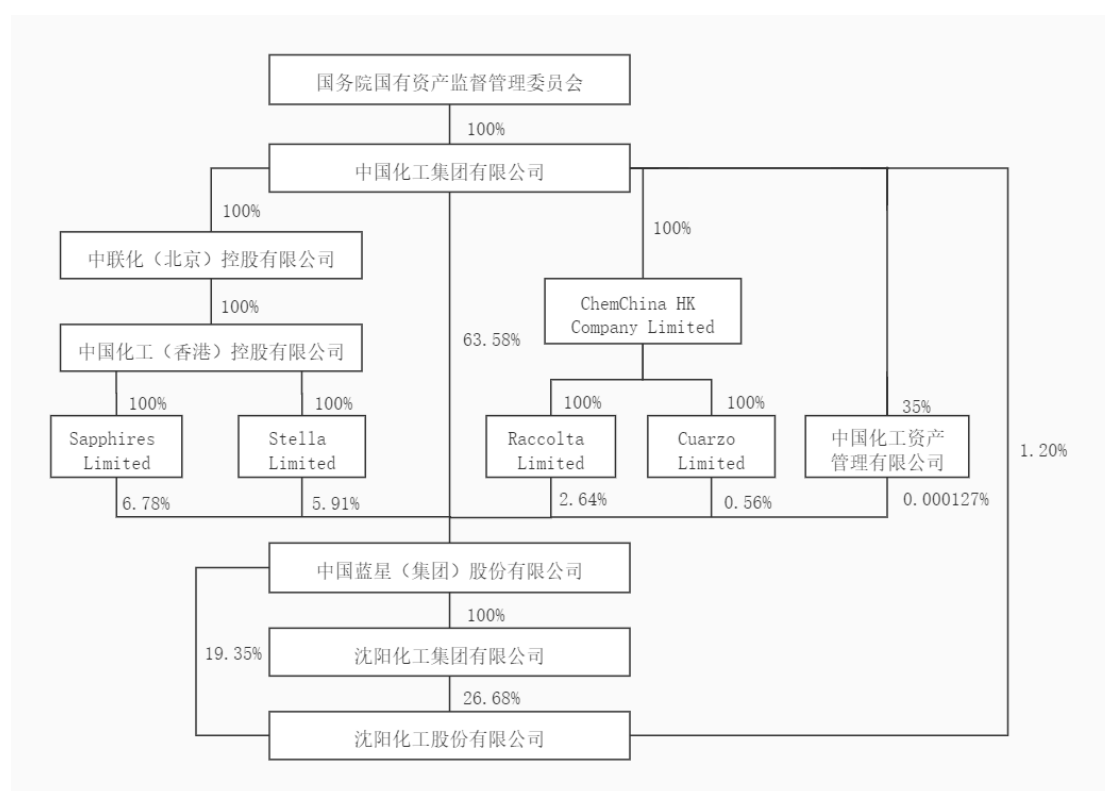 国务院国有资产监督管理委员会
100%
中国化工集团有限公司
100%
中联化（北京）控股有限公司
100%
100%
ChemChina HK
Company Limited
中国化工（香港）控股有限公司
63.58%
100%
100%
100%
100%
35%
Sapphires
Limited
Stella
Limited
Raccolta
Limited
Cuarzo
Limited
中国化工资产
管理有限公司
1.20%
6.78%
5.91%
2.64%
0.56%
0.000127%
中国蓝星（集团）股份有限公司
100%
19.35%
沈阳化工集团有限公司
26.68%
沈阳化工股份有限公司